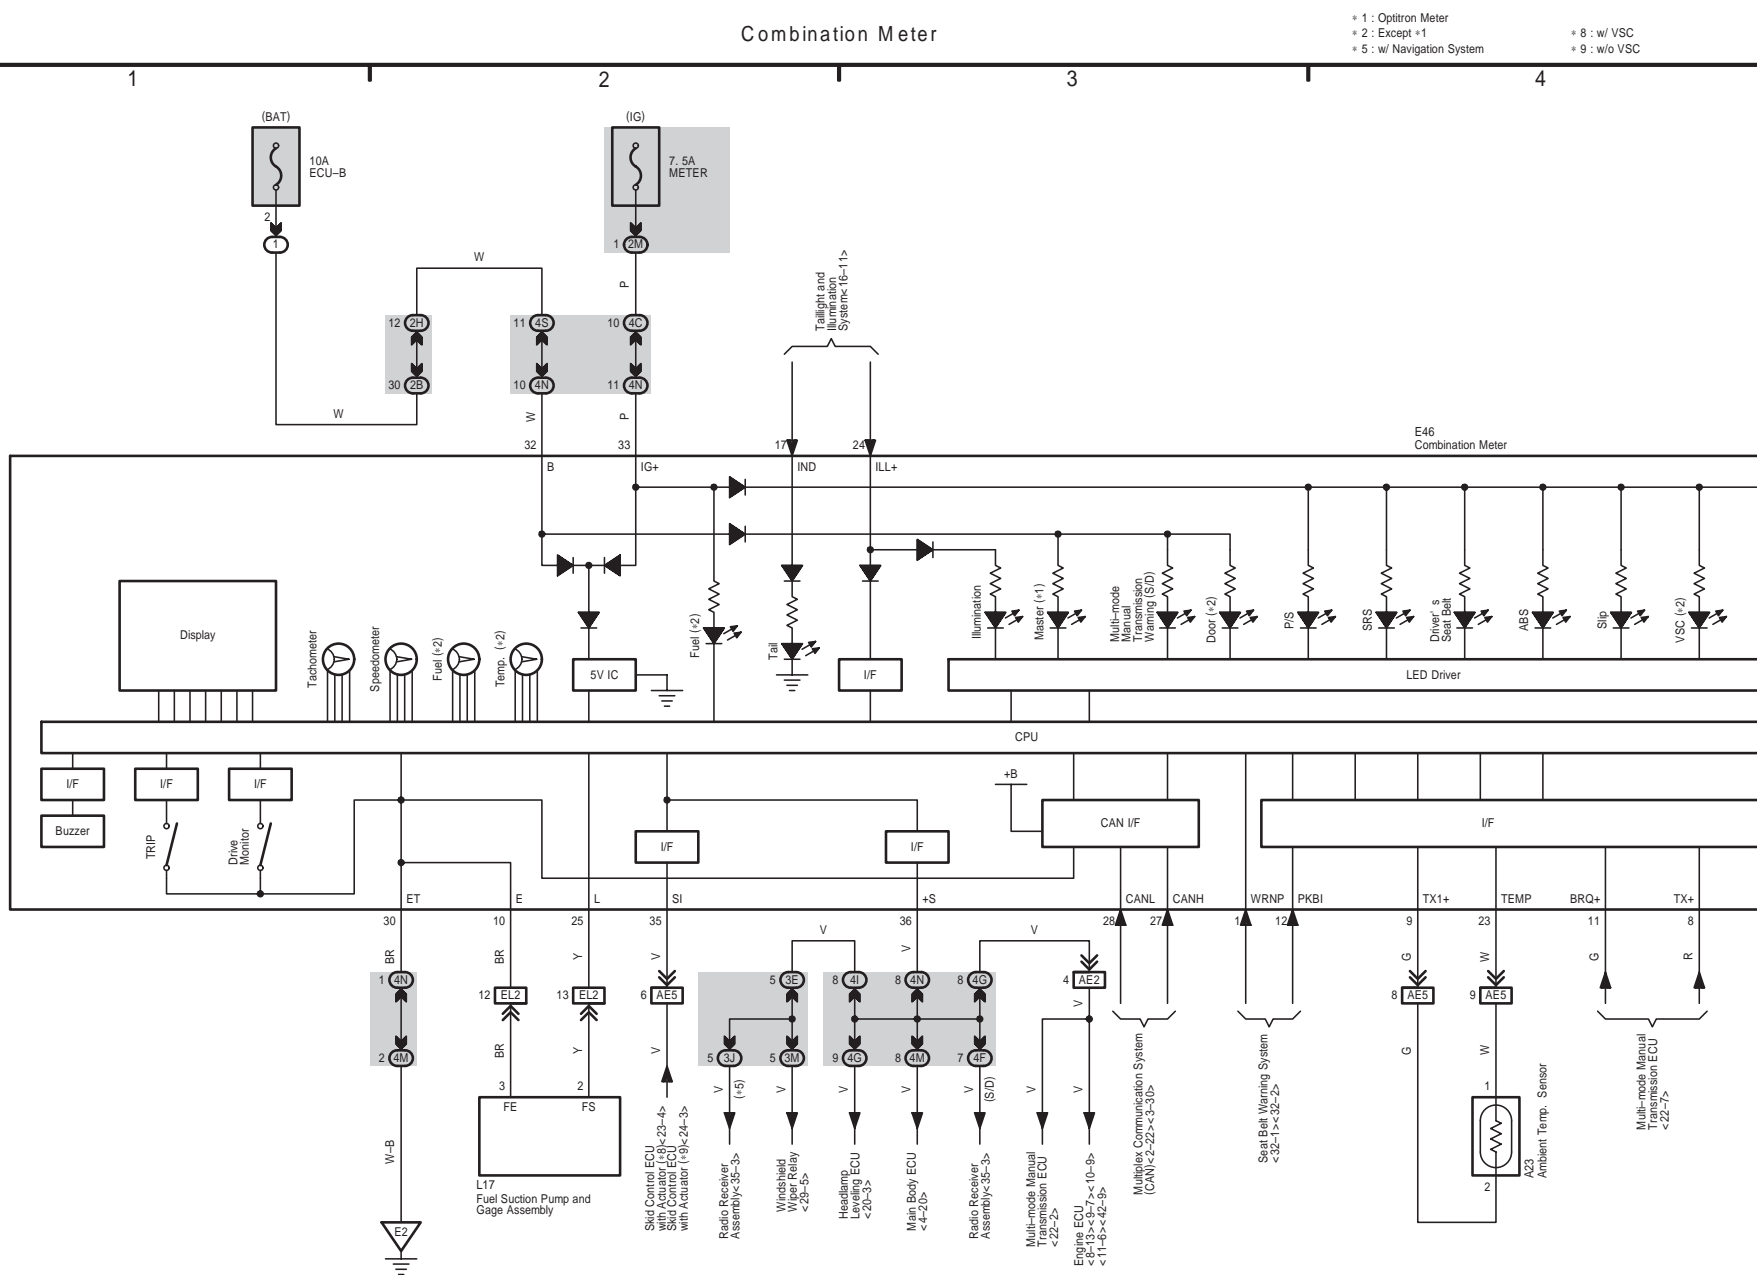 Combination Meter
∗ 1 : Optitron Meter
∗ 2 : Except ∗1
∗ 5 : w/ Navigation System
∗ 8 : w/ VSC
∗ 9 : w/o VSC
1
2
3
4
(BAT)
10A
ECU–B
2
1
(IG)
7. 5A
METER
1 2M
W
P
Taillight and
Illumination
System<16–11>
12 2H
11 4S
10 4C
30 2B
10 4N
11 4N
W
W
P
E46
Combination Meter
32
33
17
24
B
IG+
IND
ILL+
Display
Tachometer
Speedometer
Fuel (∗2)
Temp. (∗2)
5V IC
Fuel (∗2)
Tail
I/F
Illumination
Master (∗1)
Multi–mode
Manual
Transmission
Warning (S/D)
Door (∗2)
P/S
SRS
Driver' s
Seat Belt
ABS
Slip
VSC (∗2)
LED Driver
CPU
I/F
I/F
I/F
Buzzer
TRIP
Drive
Monitor
I/F
I/F
+B
CAN I/F
I/F
ET
E
L
SI
+S
CANL
CANH
WRNP
PKBI
TX1+
TEMP
BRQ+
TX+
30
10
25
35
36
28
27
1
12
9
23
11
8
BR
BR
Y
V
V
V
V
G
W
G
R
1 4N
12 EL2
13 EL2
6 AE5
5 3E
8 4I
8 4N
8 4G
4 AE2
8 AE5
9 AE5
V
BR
Y
V
2 4M
5 3J
5 3M
9 4G
8 4M
7 4F
G
W
3
2
FE
FS
V
(∗5)
V
V
V
V
(S/D)
V
V
1
W–B
L17
Fuel Suction Pump and
Gage Assembly
E2
Skid Control ECU
with Actuator (∗8)<23–4>
Skid Control ECU
with Actuator (∗9)<24–3>
Radio Receiver
Assembly<35–3>
Windshield
Wiper Relay
<29–5>
Headlamp
Leveling ECU
<20–3>
Main Body ECU
<4–20>
Radio Receiver
Assembly<35–3>
Multi–mode Manual
Transmission ECU
<22–2>
Engine ECU
<8–13><9–7><10–9>
<11–6><42–9>
Multiplex Communication System
(CAN)<2–22><3–30>
Seat Belt Warning System
<32–1><32–2>
A23
Ambient Temp. Sensor
2
Multi–mode Manual
Transmission ECU
<22–7>